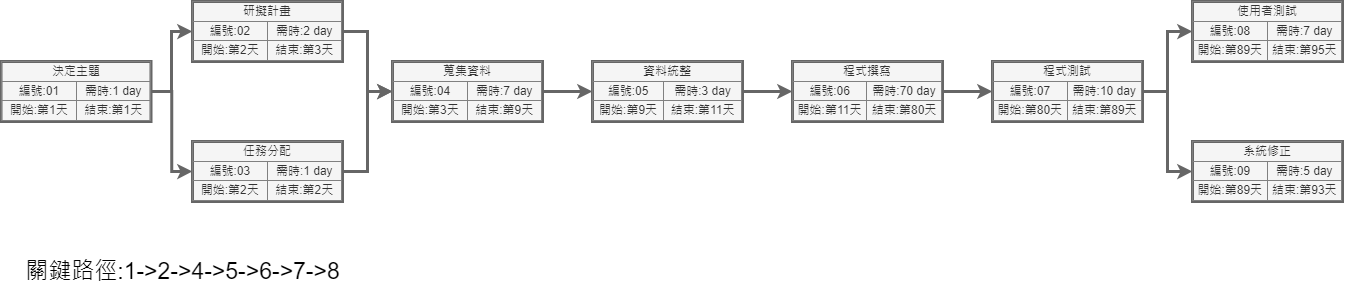 決定主題
編號:01 需時:1 day
開始:第1天 結束:第1天
研擬計畫
編號:02 需時:2 day
開始:第2天 結束:第3天
任務分配
編號:03 需時:1 day
開始:第2天 結束:第2天
蒐集資料
編號:04 需時:7 day
開始:第3天 結束:第9天
資料統整
編號:05 需時:3 day
開始:第9天 結束:第11天
程式撰寫
編號:06 需時:70 day
開始:第11天 結束:第80天
程式測試
編號:07 需時:10 day
開始:第80天 結束:第89天
使用者測試
編號:08 需時:7 day
開始:第89天 結束:第95天
系統修正
編號:09 需時:5 day
開始:第89天 結束:第93天
關鍵路徑:1->2->4->5->6->7->8